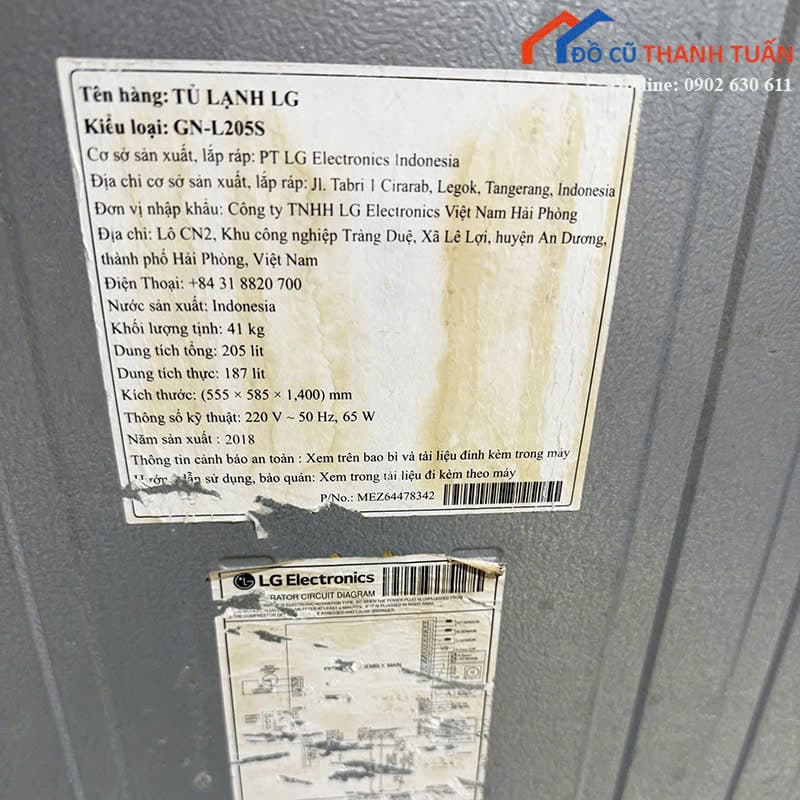 ĐỒ CŨ THANH TUẤN
Hotline: 0902 630 611
Tên hàng: TỦ LẠNH LG
Kiểu loại: GN-L205S
Cơ sở sản xuất, lắp ráp: PT LG Electronics Indonesia
Địa chỉ cơ sở sản xuất, lắp ráp: Jl. Tabri 1 Cirarab, Legok, Tangerang, Indonesia
Đơn vị nhập khẩu: Công ty TNHH LG Electronics Việt Nam Hải Phòng
Địa chỉ: Lô CN2, Khu công nghiệp Tràng Duệ, Xã Lê Lợi, huyện An Dương,
thành phố Hải Phòng, Việt Nam
Điện Thoại: +84 31 8820 700
Nước sản xuất: Indonesia
Khối lượng tịnh: 41 kg
Dung tích tổng: 205 lít
Dung tích thực: 187 lít
Kích thước: (555 × 585 × 1,400) mm
Thông số kỹ thuật: 220 V ~ 50 Hz, 65 W
Năm sản xuất : 2018
Thông tin cảnh báo an toàn : Xem trên bao bì và tài liệu đính kèm trong máy
Hướng dẫn sử dụng, bảo quản: Xem trong tài liệu đi kèm theo máy
P/No.: MEZ64478342
LG Electronics
RATOR CIRCUIT DIAGRAM